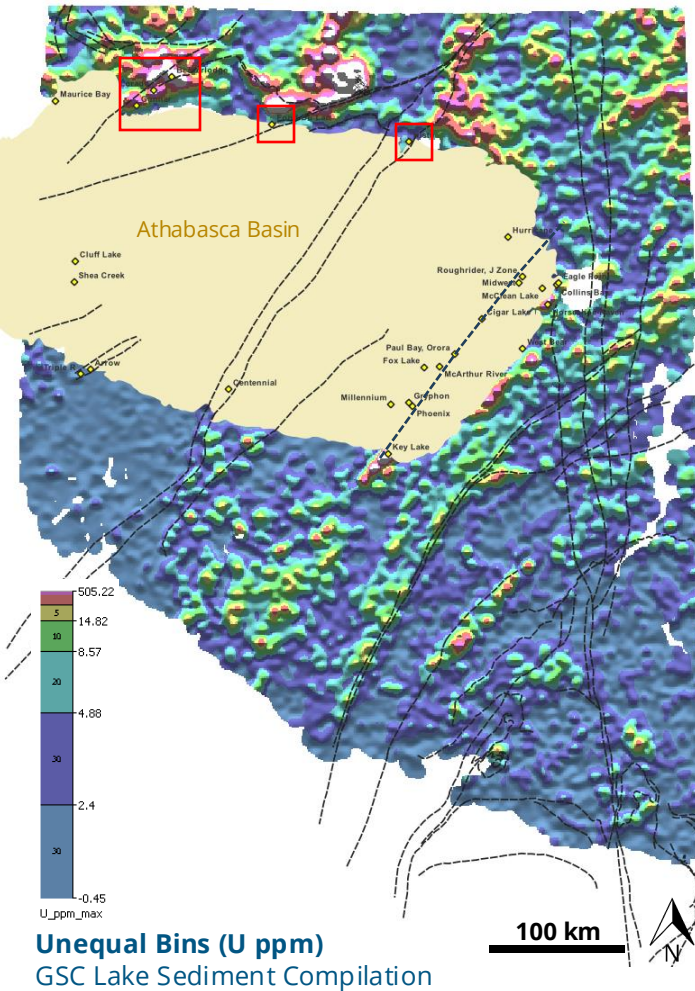 Maurice Bay
Athabasca Basin
Cluff Lake
Shea Creek
Hurricane
Roughrider, J Zone
Midwest
Eagle Point
McClean Lake
Collins Bay
Cigar Lake
West Bear
Paul Bay, Orora
Fox Lake
McArthur River
Arrow
Triple R
Centennial
Millennium
Gryphon
Phoenix
Key Lake
505.22
5
14.82
10
8.57
20
4.88
30
2.4
30
-0.45
U_ppm_max
100 km
N
Unequal Bins (U ppm)
GSC Lake Sediment Compilation